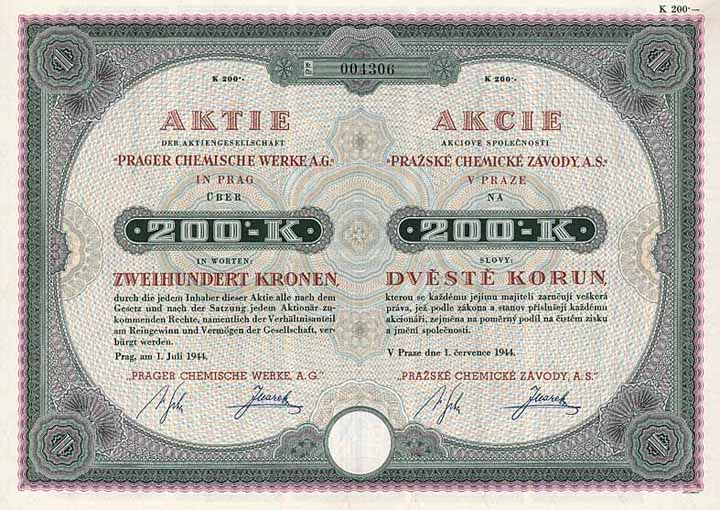 K 200·—
004306
K 200·-
AKTIE
DER AKTIENGESELLSCHAFT
"PRAGER CHEMISCHE WERKE A.G."
IN PRAG
ÜBER
200·-K
IN WORTEN:
ZWEIHUNDERT KRONEN,
durch die jedem Inhaber dieser Aktie alle nach dem
Gesetz und nach der Satzung jedem Aktionär zu-
kommenden Rechte, namentlich der Verhältnisanteil
am Reingewinn und Vermögen der Gesellschaft, ver-
bürgt werden.
Prag, am 1. Juli 1944.
"PRAGER CHEMISCHE WERKE, A.G."
K 200·-
AKCIE
AKCIOVÉ SPOLEČNOSTI
"PRAŽSKÉ CHEMICKÉ ZÁVODY, A.S."
V PRAZE
NA
200·-K
SLOVY:
DVĚSTĚ KORUN,
kterou se každému jejímu majiteli zaručují veškerá
práva, jež podle zákona a stanov příslušejí každému
akcionáři, zejména na poměrný podíl na čistém zisku
a jmění společnosti.
V Praze dne 1. července 1944.
"PRAŽSKÉ CHEMICKÉ ZÁVODY, A.S."